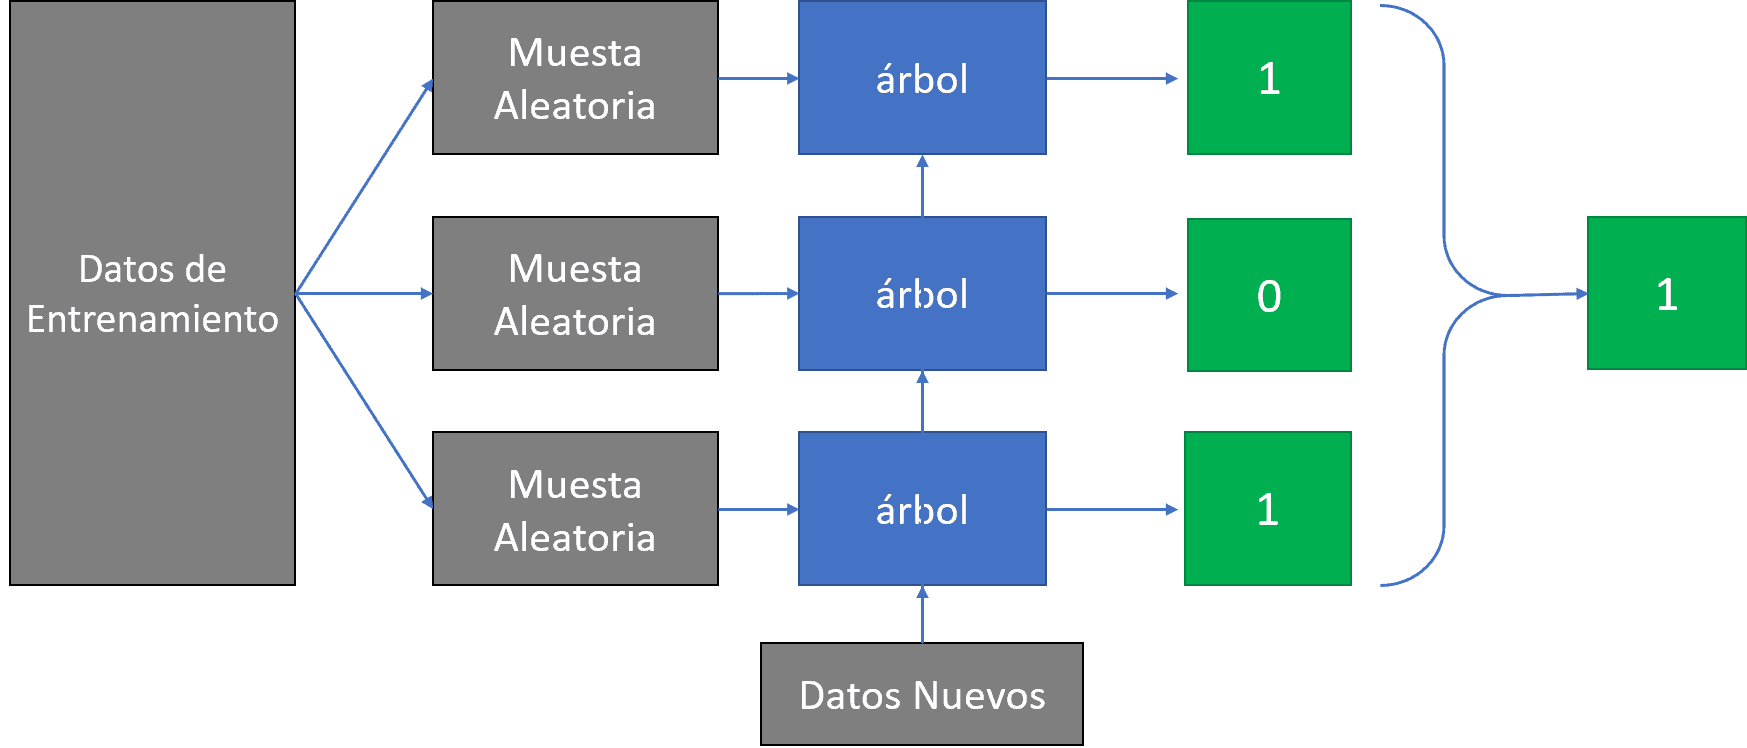 Datos de
Entrenamiento
Muesta
Aleatoria
árbol
1
Muesta
Aleatoria
árbol
0
1
Muesta
Aleatoria
árbol
1
Datos Nuevos